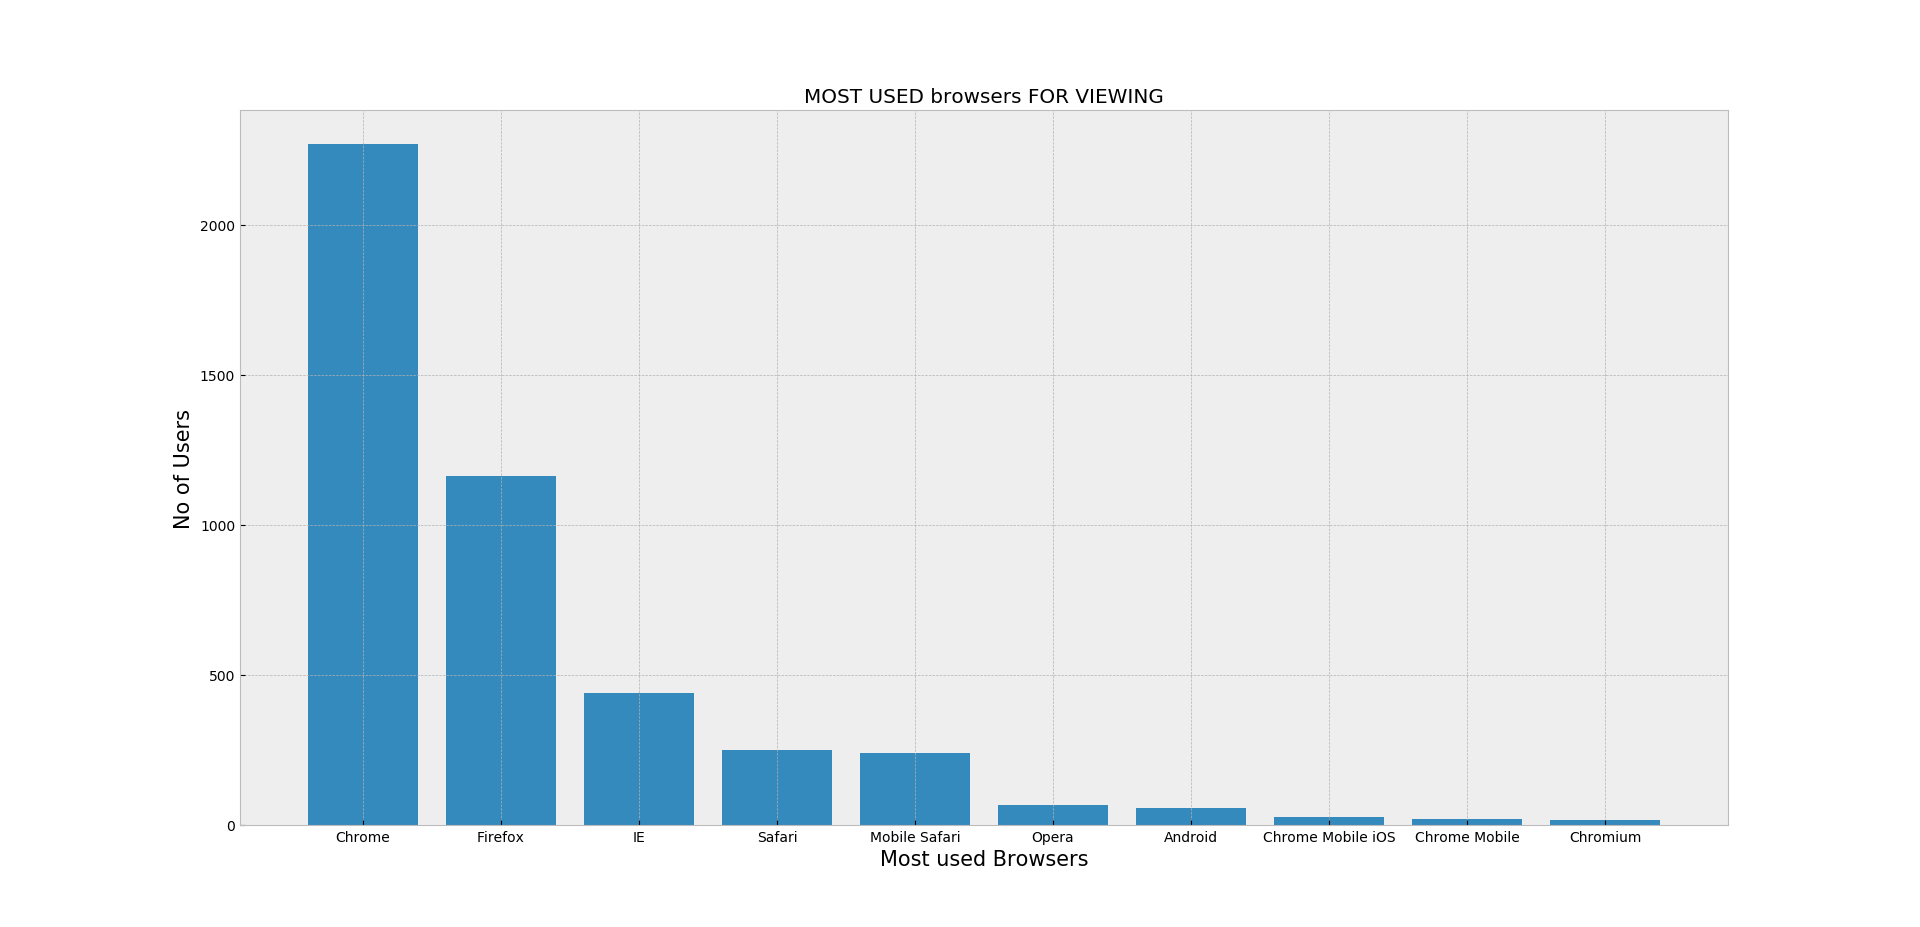 MOST USED browsers FOR VIEWING
No of Users
2000
1500
1000
500
0
Chrome Firefox IE Safari Mobile Safari Opera Android Chrome Mobile iOS Chrome Mobile Chromium
Most used Browsers